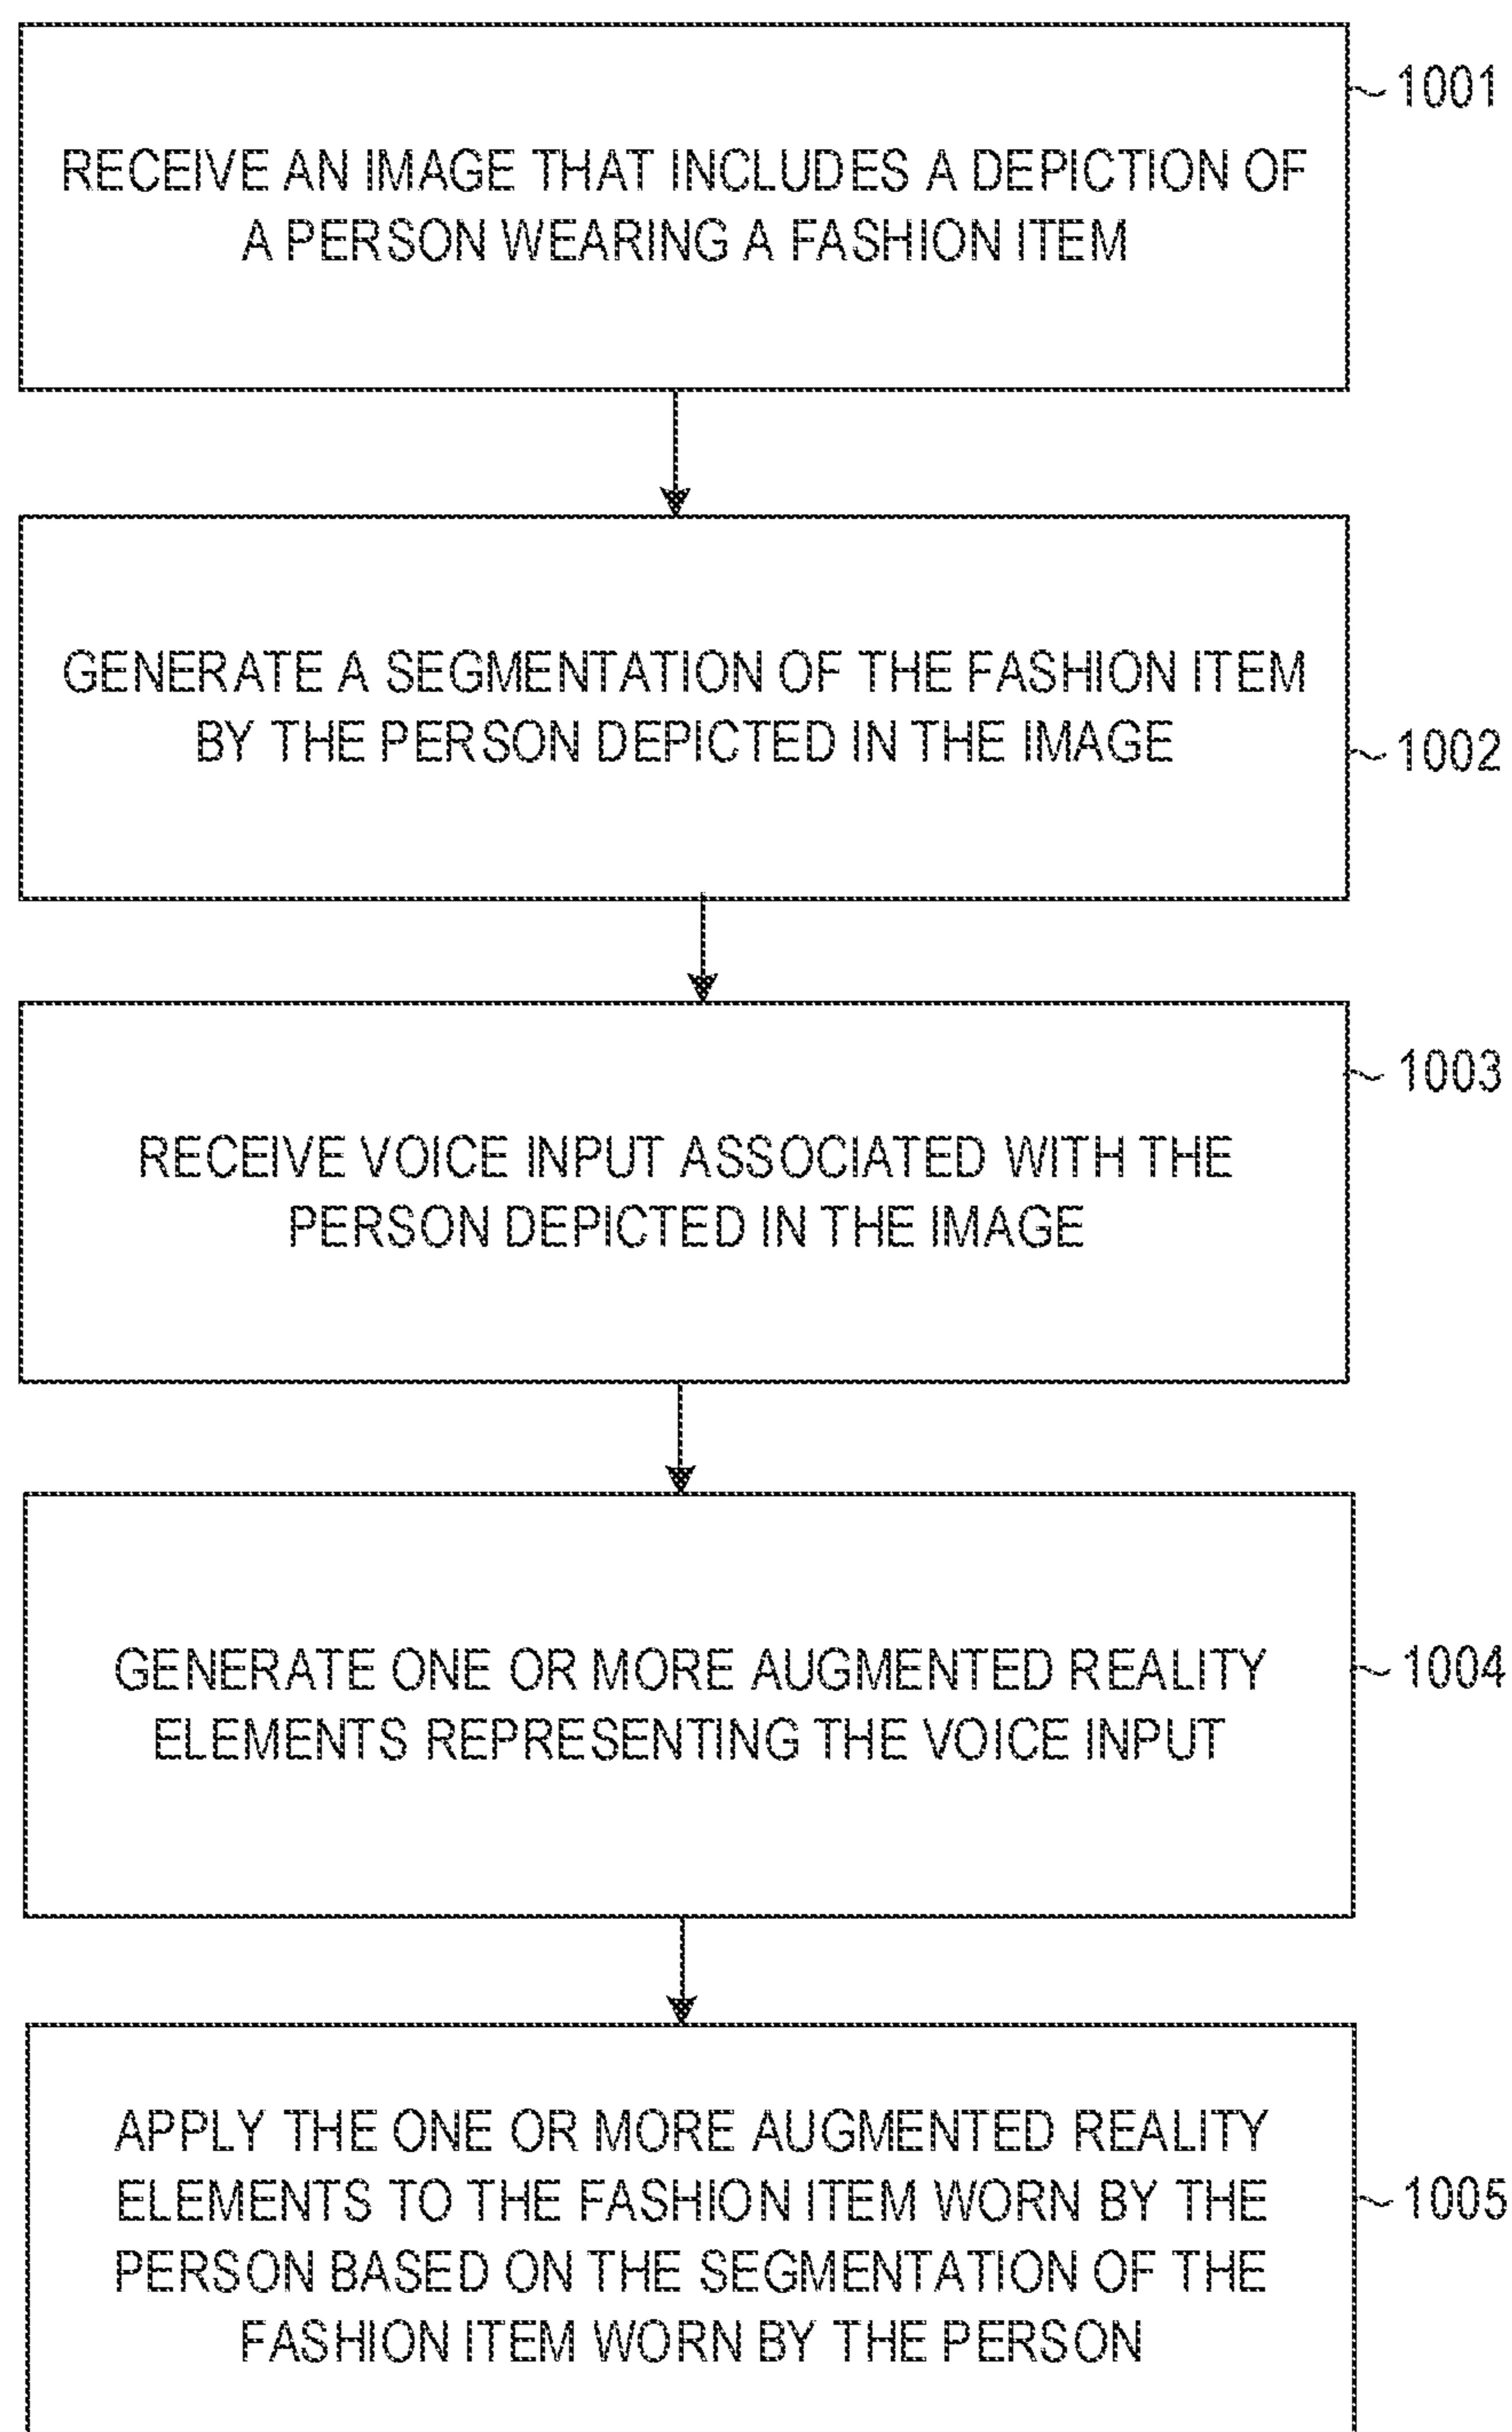 1001
RECEIVE AN IMAGE THAT INCLUDES A DEPICTION OF
A PERSON WEARING A FASHION ITEM
GENERATE A SEGMENTATION OF THE FASHION ITEM
BY THE PERSON DEPICTED IN THE IMAGE
1002
1003
RECEIVE VOICE INPUT ASSOCIATED WITH THE
PERSON DEPICTED IN THE IMAGE
GENERATE ONE OR MORE AUGMENTED REALITY
ELEMENTS REPRESENTING THE VOICE INPUT
1004
APPLY THE ONE OR MORE AUGMENTED REALITY
ELEMENTS TO THE FASHION ITEM WORN BY THE
PERSON BASED ON THE SEGMENTATION OF THE
FASHION ITEM WORN BY THE PERSON
1005